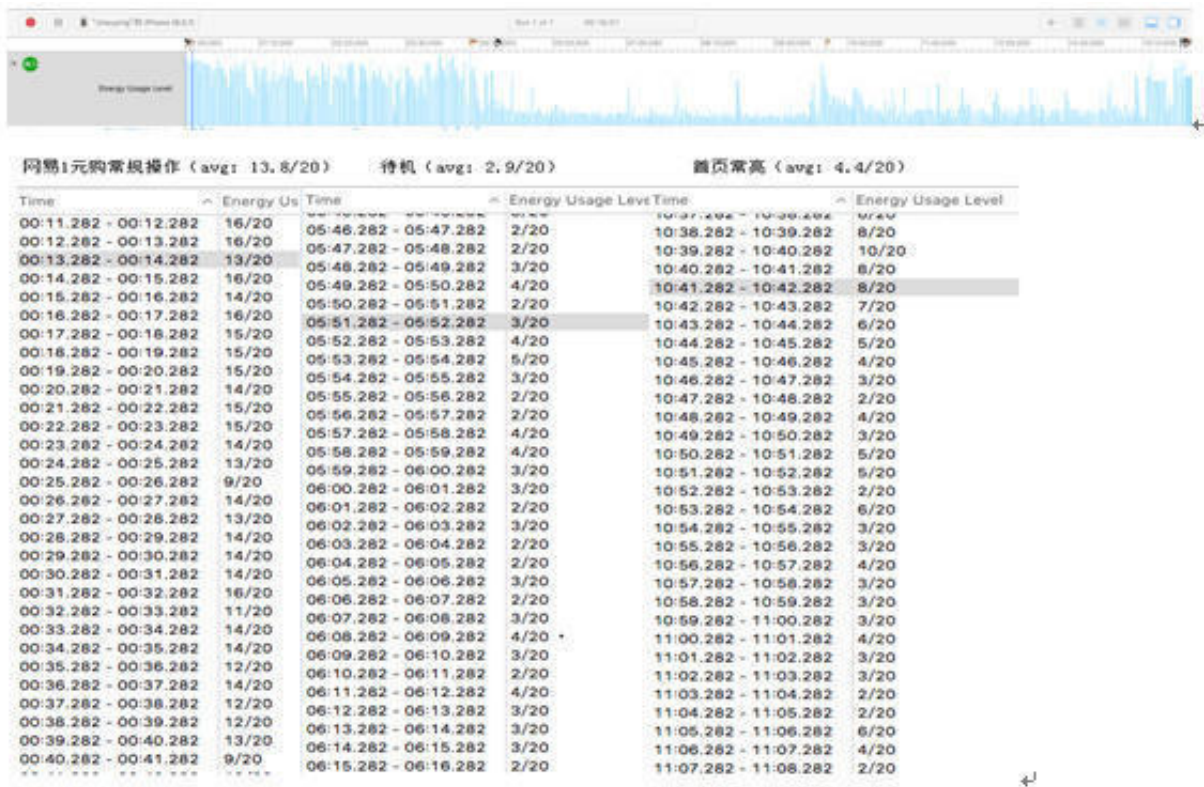 Energy Usage Level
网易1元购常规操作（avg: 13.8/20） 待机（avg: 2.9/20） 首页常亮（avg: 4.4/20）
Time Energy Us Time Energy Usage Leve Time Energy Usage Level
00:11.282 - 00:12.282 16/20
00:12.282 - 00:13.282 16/20
00:13.282 - 00:14.282 13/20
00:14.282 - 00:15.282 16/20
00:15.282 - 00:16.282 14/20
00:16.282 - 00:17.282 16/20
00:17.282 - 00:18.282 15/20
00:18.282 - 00:19.282 15/20
00:19.282 - 00:20.282 15/20
00:20.282 - 00:21.282 14/20
00:21.282 - 00:22.282 15/20
00:22.282 - 00:23.282 15/20
00:23.282 - 00:24.282 14/20
00:24.282 - 00:25.282 13/20
00:25.282 - 00:26.282 9/20
00:26.282 - 00:27.282 14/20
00:27.282 - 00:28.282 13/20
00:28.282 - 00:29.282 14/20
00:29.282 - 00:30.282 14/20
00:30.282 - 00:31.282 14/20
00:31.282 - 00:32.282 16/20
00:32.282 - 00:33.282 11/20
00:33.282 - 00:34.282 14/20
00:34.282 - 00:35.282 14/20
00:35.282 - 00:36.282 12/20
00:36.282 - 00:37.282 14/20
00:37.282 - 00:38.282 12/20
00:38.282 - 00:39.282 12/20
00:39.282 - 00:40.282 13/20
00:40.282 - 00:41.282 9/20
05:46.282 - 05:47.282 2/20
05:47.282 - 05:48.282 2/20
05:48.282 - 05:49.282 3/20
05:49.282 - 05:50.282 4/20
05:50.282 - 05:51.282 2/20
05:51.282 - 05:52.282 3/20
05:52.282 - 05:53.282 4/20
05:53.282 - 05:54.282 5/20
05:54.282 - 05:55.282 3/20
05:55.282 - 05:56.282 2/20
05:56.282 - 05:57.282 2/20
05:57.282 - 05:58.282 4/20
05:58.282 - 05:59.282 4/20
05:59.282 - 06:00.282 3/20
06:00.282 - 06:01.282 3/20
06:01.282 - 06:02.282 2/20
06:02.282 - 06:03.282 3/20
06:03.282 - 06:04.282 2/20
06:04.282 - 06:05.282 2/20
06:05.282 - 06:06.282 3/20
06:06.282 - 06:07.282 2/20
06:07.282 - 06:08.282 3/20
06:08.282 - 06:09.282 4/20
06:09.282 - 06:10.282 3/20
06:10.282 - 06:11.282 2/20
06:11.282 - 06:12.282 4/20
06:12.282 - 06:13.282 3/20
06:13.282 - 06:14.282 3/20
06:14.282 - 06:15.282 3/20
06:15.282 - 06:16.282 2/20
10:37.282 - 10:38.282
10:38.282 - 10:39.282 8/20
10:39.282 - 10:40.282 10/20
10:40.282 - 10:41.282 8/20
10:41.282 - 10:42.282 8/20
10:42.282 - 10:43.282 7/20
10:43.282 - 10:44.282 6/20
10:44.282 - 10:45.282 5/20
10:45.282 - 10:46.282 4/20
10:46.282 - 10:47.282 3/20
10:47.282 - 10:48.282 2/20
10:48.282 - 10:49.282 4/20
10:49.282 - 10:50.282 3/20
10:50.282 - 10:51.282 5/20
10:51.282 - 10:52.282 5/20
10:52.282 - 10:53.282 2/20
10:53.282 - 10:54.282 6/20
10:54.282 - 10:55.282 3/20
10:55.282 - 10:56.282 3/20
10:56.282 - 10:57.282 4/20
10:57.282 - 10:58.282 3/20
10:58.282 - 10:59.282 3/20
10:59.282 - 11:00.282 3/20
11:00.282 - 11:01.282 4/20
11:01.282 - 11:02.282 3/20
11:02.282 - 11:03.282 3/20
11:03.282 - 11:04.282 2/20
11:04.282 - 11:05.282 2/20
11:05.282 - 11:06.282 6/20
11:06.282 - 11:07.282 4/20
11:07.282 - 11:08.282 2/20